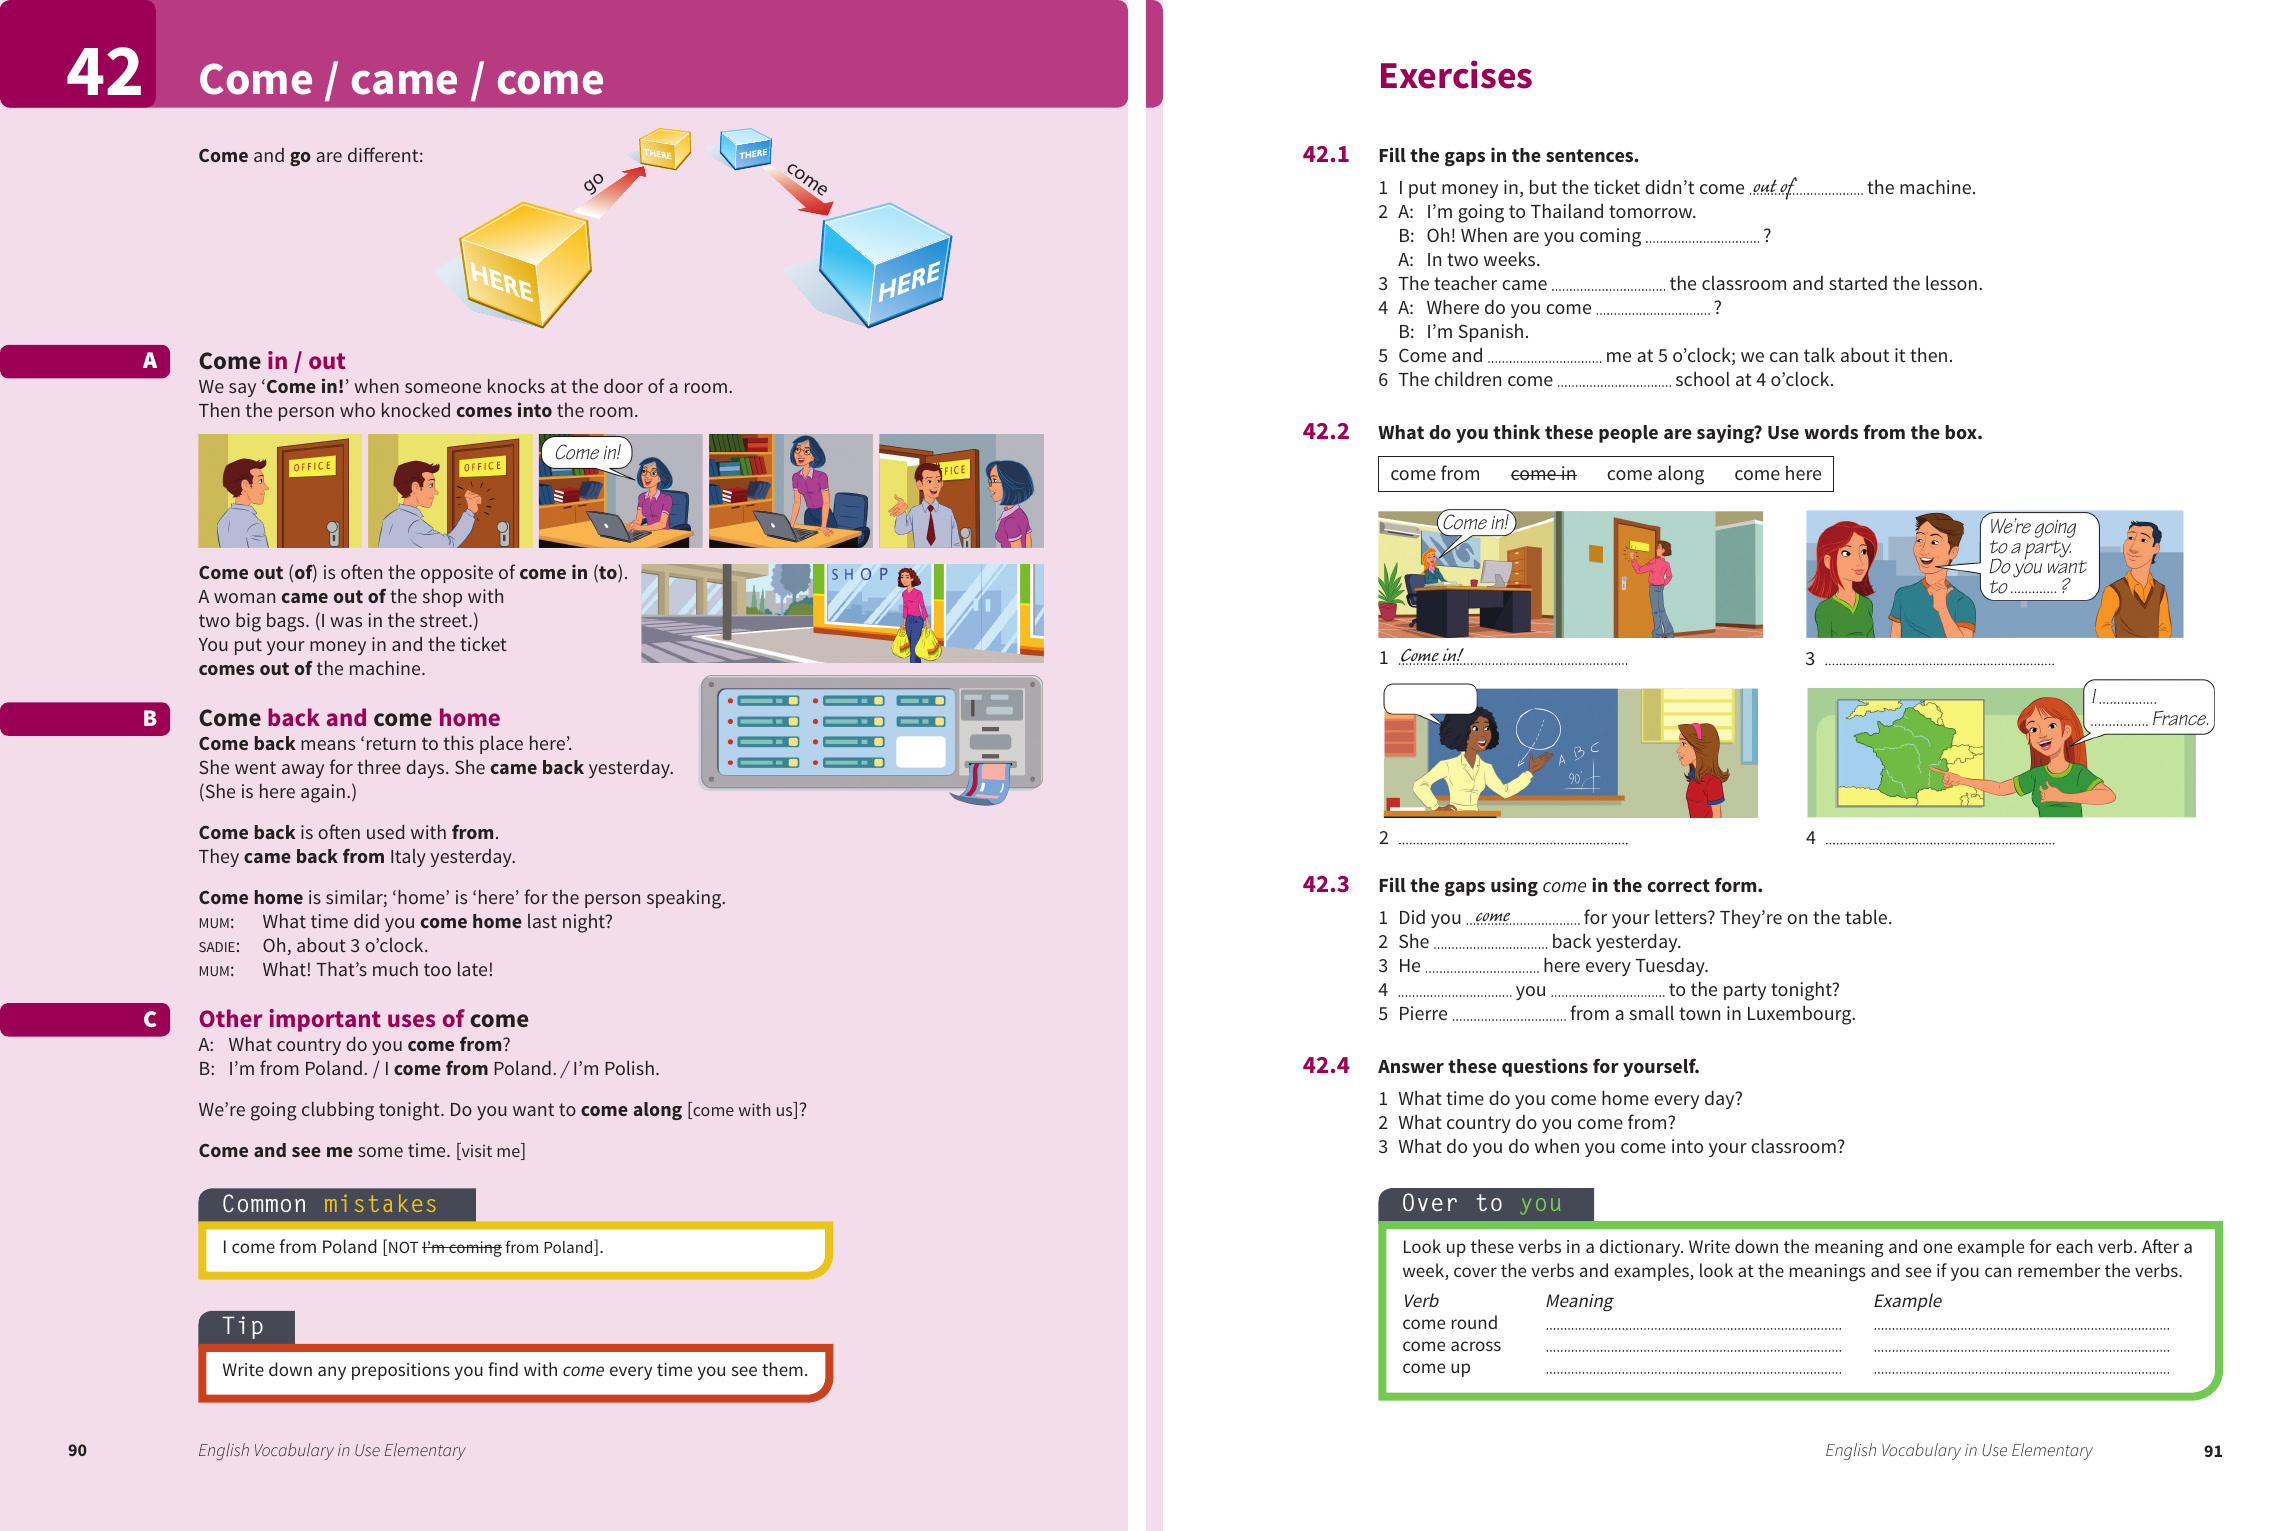 42
Come / came / come
Come and go are different:
go
THERE
THERE
come
HERE
HERE
A
Come in / out
We say ‘Come in!’ when someone knocks at the door of a room.
Then the person who knocked comes into the room.
OFFICE
OFFICE
Come in!
FICE
Come out (of) is often the opposite of come in (to).
A woman came out of the shop with
two big bags. (I was in the street.)
You put your money in and the ticket
comes out of the machine.
SHOP
B
Come back and come home
Come back means ‘return to this place here’.
She went away for three days. She came back yesterday.
(She is here again.)
Come back is often used with from.
They came back from Italy yesterday.
Come home is similar; ‘home’ is ‘here’ for the person speaking.
MUM: What time did you come home last night?
SADIE: Oh, about 3 o’clock.
MUM: What! That’s much too late!
C
Other important uses of come
A: What country do you come from?
B: I’m from Poland. / I come from Poland. / I’m Polish.
We’re going clubbing tonight. Do you want to come along [come with us]?
Come and see me some time. [visit me]
Common mistakes
I come from Poland [NOT I’m coming from Poland].
Tip
Write down any prepositions you find with come every time you see them.
90
English Vocabulary in Use Elementary
Exercises
42.1 Fill the gaps in the sentences.
1 I put money in, but the ticket didn’t come out of the machine.
2 A: I’m going to Thailand tomorrow.
B: Oh! When are you coming .................... ?
A: In two weeks.
3 The teacher came .................... the classroom and started the lesson.
4 A: Where do you come .................... ?
B: I’m Spanish.
5 Come and .................... me at 5 o’clock; we can talk about it then.
6 The children come .................... school at 4 o’clock.
42.2 What do you think these people are saying? Use words from the box.
come from come in come along come here
Come in!
We’re going
to a party.
Do you want
to ............. ?
1 Come in!
3 ....................
A B C
90°
I ................
................ France.
2 ....................
4 ....................
42.3 Fill the gaps using come in the correct form.
1 Did you come for your letters? They’re on the table.
2 She .................... back yesterday.
3 He .................... here every Tuesday.
4 .................... you .................... to the party tonight?
5 Pierre .................... from a small town in Luxembourg.
42.4 Answer these questions for yourself.
1 What time do you come home every day?
2 What country do you come from?
3 What do you do when you come into your classroom?
Over to you
Look up these verbs in a dictionary. Write down the meaning and one example for each verb. After a
week, cover the verbs and examples, look at the meanings and see if you can remember the verbs.
Verb Meaning Example
come round .................... ....................
come across .................... ....................
come up .................... ....................
English Vocabulary in Use Elementary
91